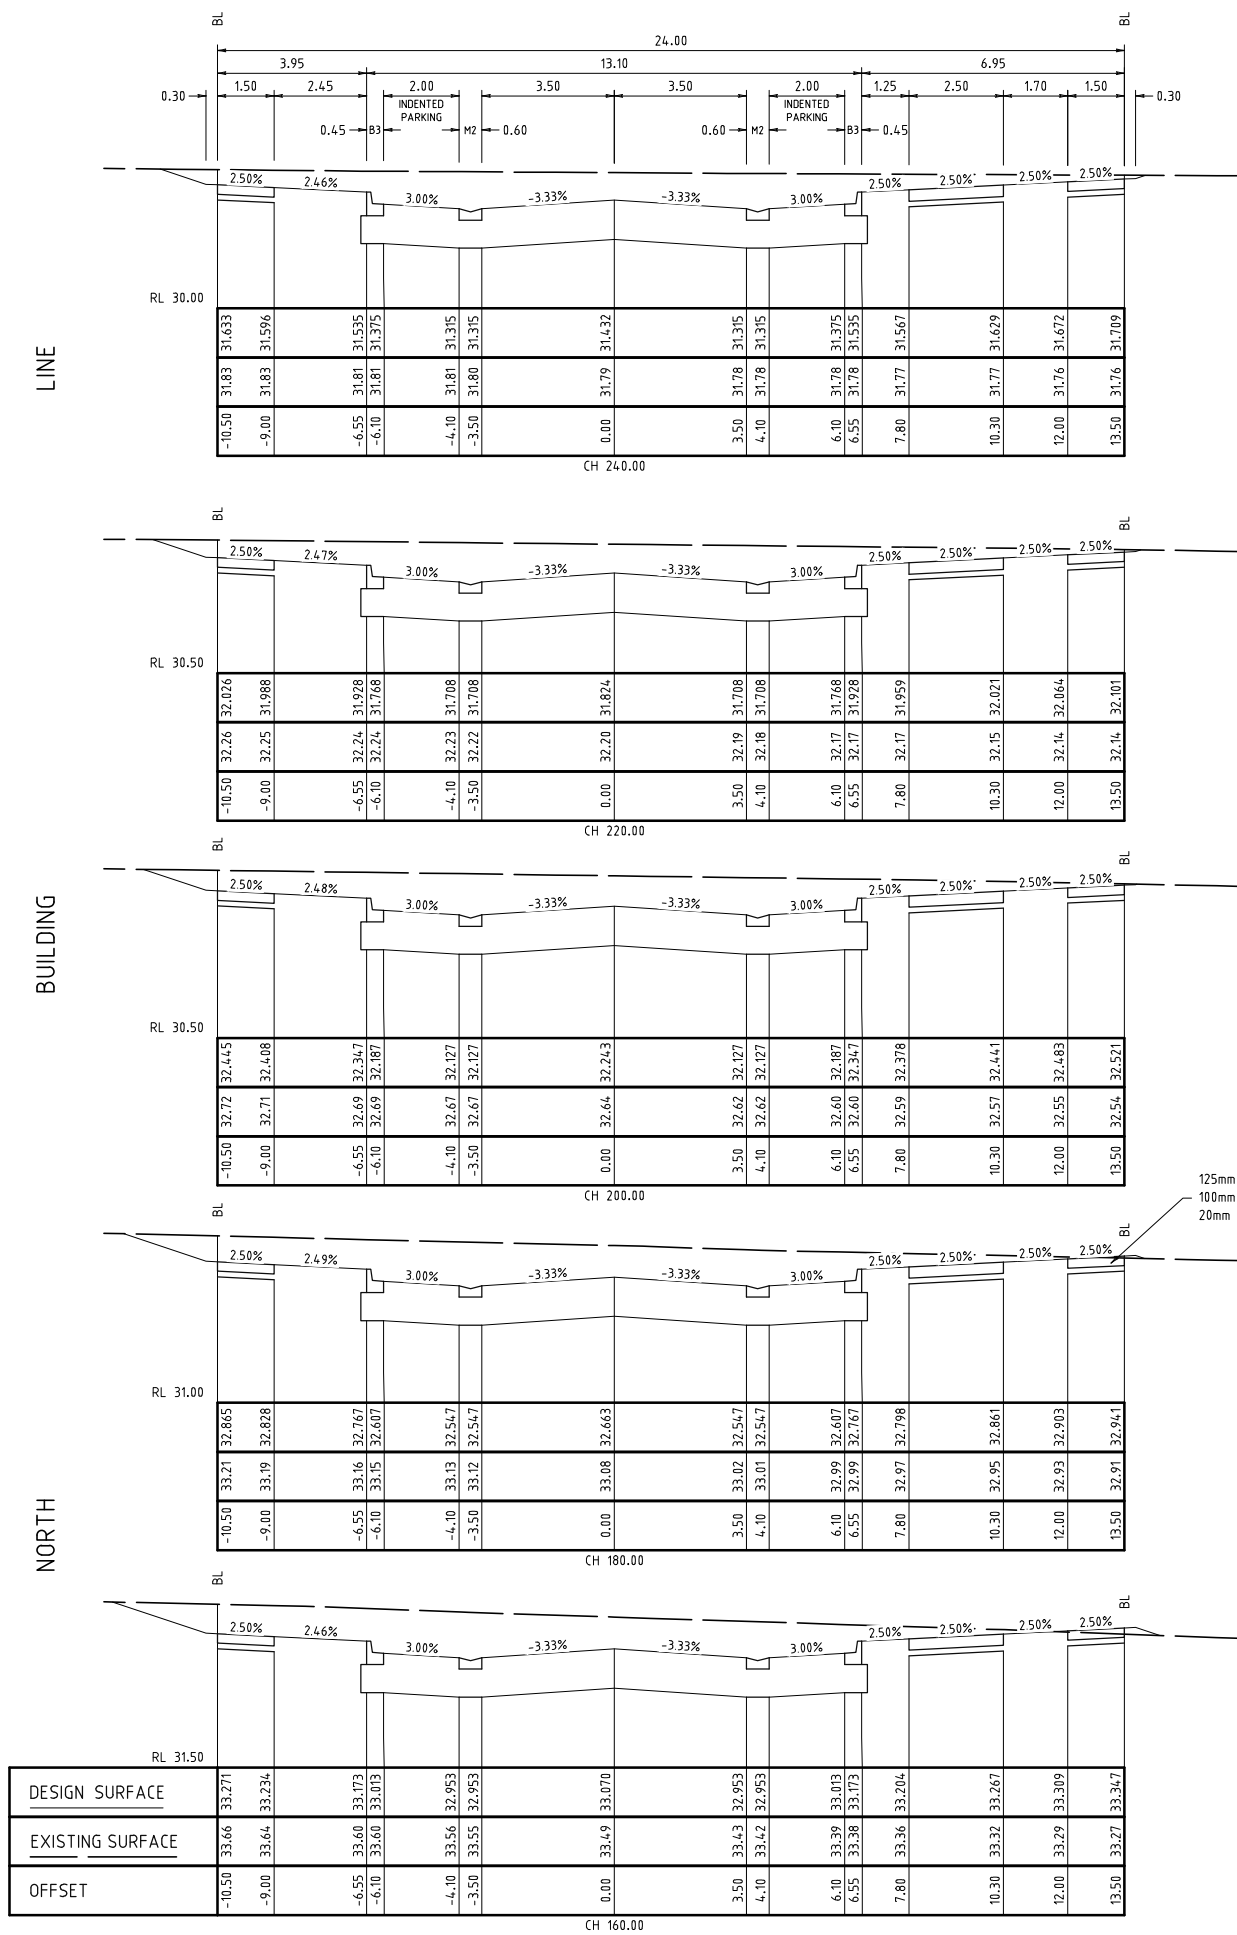 BL BL
24.00
3.95 13.10 6.95
0.30 1.50 2.45 2.00 3.50 3.50 2.00 1.25 2.50 1.70 1.50 0.30
INDENTED PARKING INDENTED PARKING
0.45 B3 M2 0.60 0.60 M2 B3 0.45
2.50% 2.46% 3.00% -3.33% -3.33% 3.00% 2.50% 2.50% 2.50% 2.50%
RL 30.00
31.633 31.596 31.535 31.375 31.315 31.315 31.432 31.315 31.315 31.375 31.535 31.567 31.629 31.672 31.709
31.83 31.83 31.81 31.81 31.81 31.80 31.79 31.78 31.78 31.78 31.78 31.77 31.77 31.76 31.76
-10.50 -9.00 -6.55 -6.10 -4.10 -3.50 0.00 3.50 4.10 6.10 6.55 7.80 10.30 12.00 13.50
CH 240.00
LINE
BL BL
2.50% 2.47% 3.00% -3.33% -3.33% 3.00% 2.50% 2.50% 2.50% 2.50%
RL 30.50
32.026 31.988 31.928 31.768 31.708 31.708 31.824 31.708 31.708 31.768 31.928 31.959 32.021 32.064 32.101
32.26 32.25 32.24 32.24 32.23 32.22 32.20 32.19 32.18 32.17 32.17 32.17 32.15 32.14 32.14
-10.50 -9.00 -6.55 -6.10 -4.10 -3.50 0.00 3.50 4.10 6.10 6.55 7.80 10.30 12.00 13.50
CH 220.00
BL BL
2.50% 2.48% 3.00% -3.33% -3.33% 3.00% 2.50% 2.50% 2.50% 2.50%
BUILDING
RL 30.50
32.445 32.408 32.347 32.187 32.127 32.127 32.243 32.127 32.127 32.187 32.347 32.378 32.441 32.483 32.521
32.72 32.71 32.69 32.69 32.67 32.67 32.64 32.62 32.62 32.60 32.60 32.59 32.57 32.55 32.54
-10.50 -9.00 -6.55 -6.10 -4.10 -3.50 0.00 3.50 4.10 6.10 6.55 7.80 10.30 12.00 13.50
CH 200.00
125mm
100mm
20mm
BL BL
2.50% 2.49% 3.00% -3.33% -3.33% 3.00% 2.50% 2.50% 2.50% 2.50%
RL 31.00
32.865 32.828 32.767 32.607 32.547 32.547 32.663 32.547 32.547 32.607 32.767 32.798 32.861 32.903 32.941
33.21 33.19 33.16 33.15 33.13 33.12 33.08 33.02 33.01 32.99 32.99 32.97 32.95 32.93 32.91
-10.50 -9.00 -6.55 -6.10 -4.10 -3.50 0.00 3.50 4.10 6.10 6.55 7.80 10.30 12.00 13.50
CH 180.00
NORTH
BL BL
2.50% 2.46% 3.00% -3.33% -3.33% 3.00% 2.50% 2.50% 2.50% 2.50%
RL 31.50
DESIGN SURFACE 33.271 33.234 33.173 33.013 32.953 32.953 33.070 32.953 32.953 33.013 33.173 33.204 33.267 33.309 33.347
EXISTING SURFACE 33.66 33.64 33.60 33.60 33.56 33.55 33.49 33.43 33.42 33.39 33.38 33.36 33.32 33.29 33.27
OFFSET -10.50 -9.00 -6.55 -6.10 -4.10 -3.50 0.00 3.50 4.10 6.10 6.55 7.80 10.30 12.00 13.50
CH 160.00